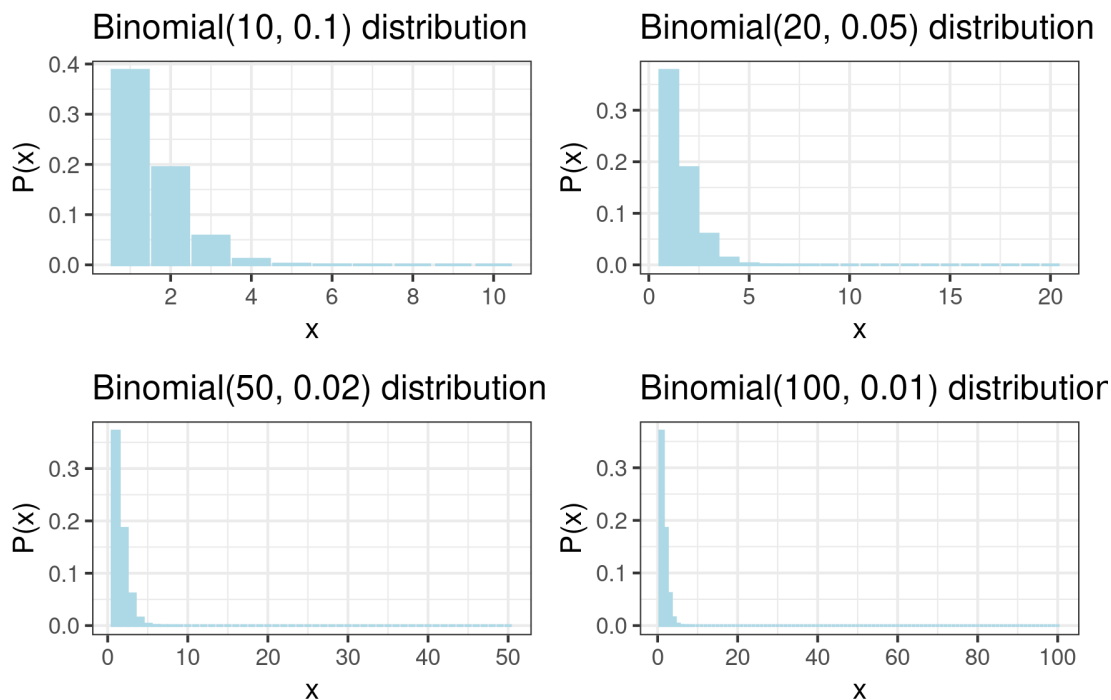 Binomial(10, 0.1) distribution
P(x)
0.4
0.3
0.2
0.1
0.0
2 4 6 8 10
x
Binomial(20, 0.05) distribution
P(x)
0.3
0.2
0.1
0.0
0 5 10 15 20
x
Binomial(50, 0.02) distribution
P(x)
0.3
0.2
0.1
0.0
0 10 20 30 40 50
x
Binomial(100, 0.01) distribution
P(x)
0.3
0.2
0.1
0.0
0 20 40 60 80 100
x